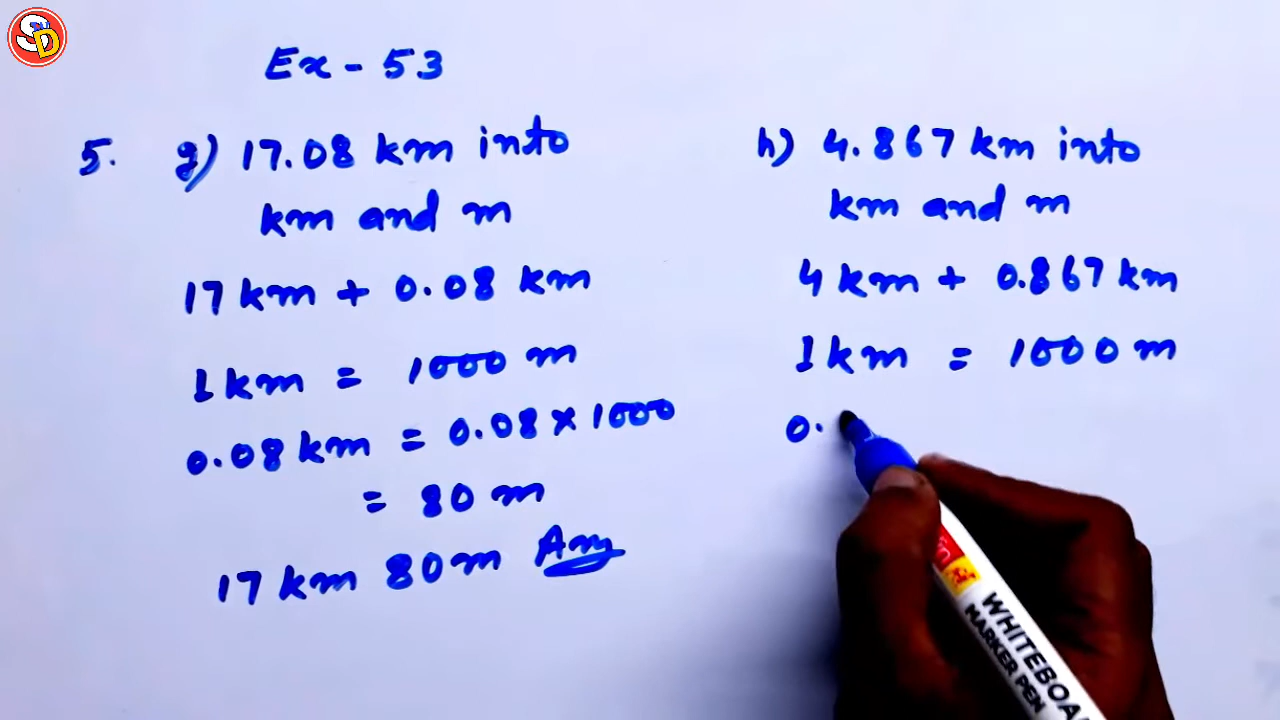 SD
Ex - 53
5. g) 17.08 km into
km and m
17 km + 0.08 km
1 km = 1000 m
0.08 km = 0.08 × 1000
= 80 m
17 km 80 m Ans
h) 4.867 km into
km and m
4 km + 0.867 km
1 km = 1000 m
0.
WHITEBOA
MARKER PEN